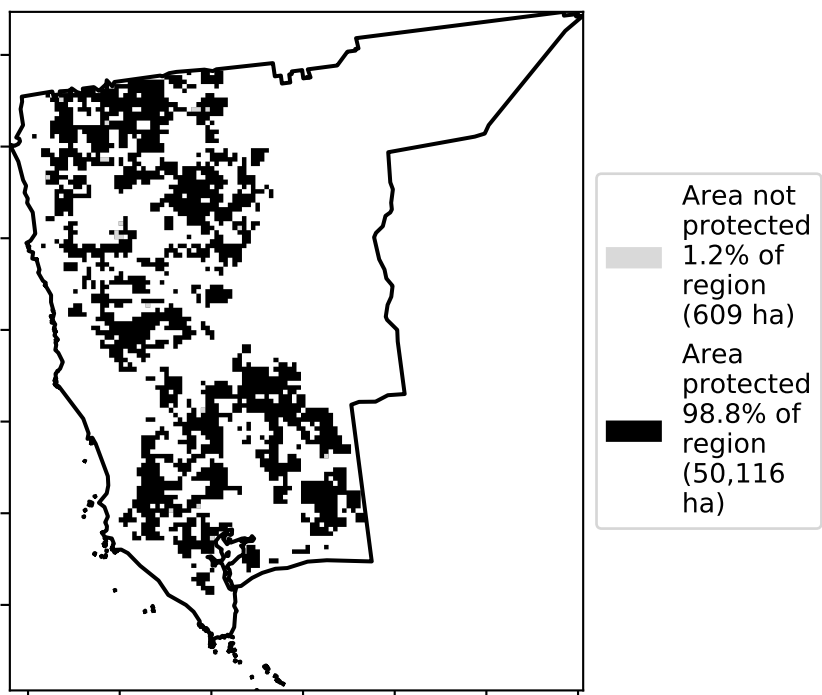 Area not
protected
1.2% of
region
(609 ha)
Area
protected
98.8% of
region
(50,116
ha)